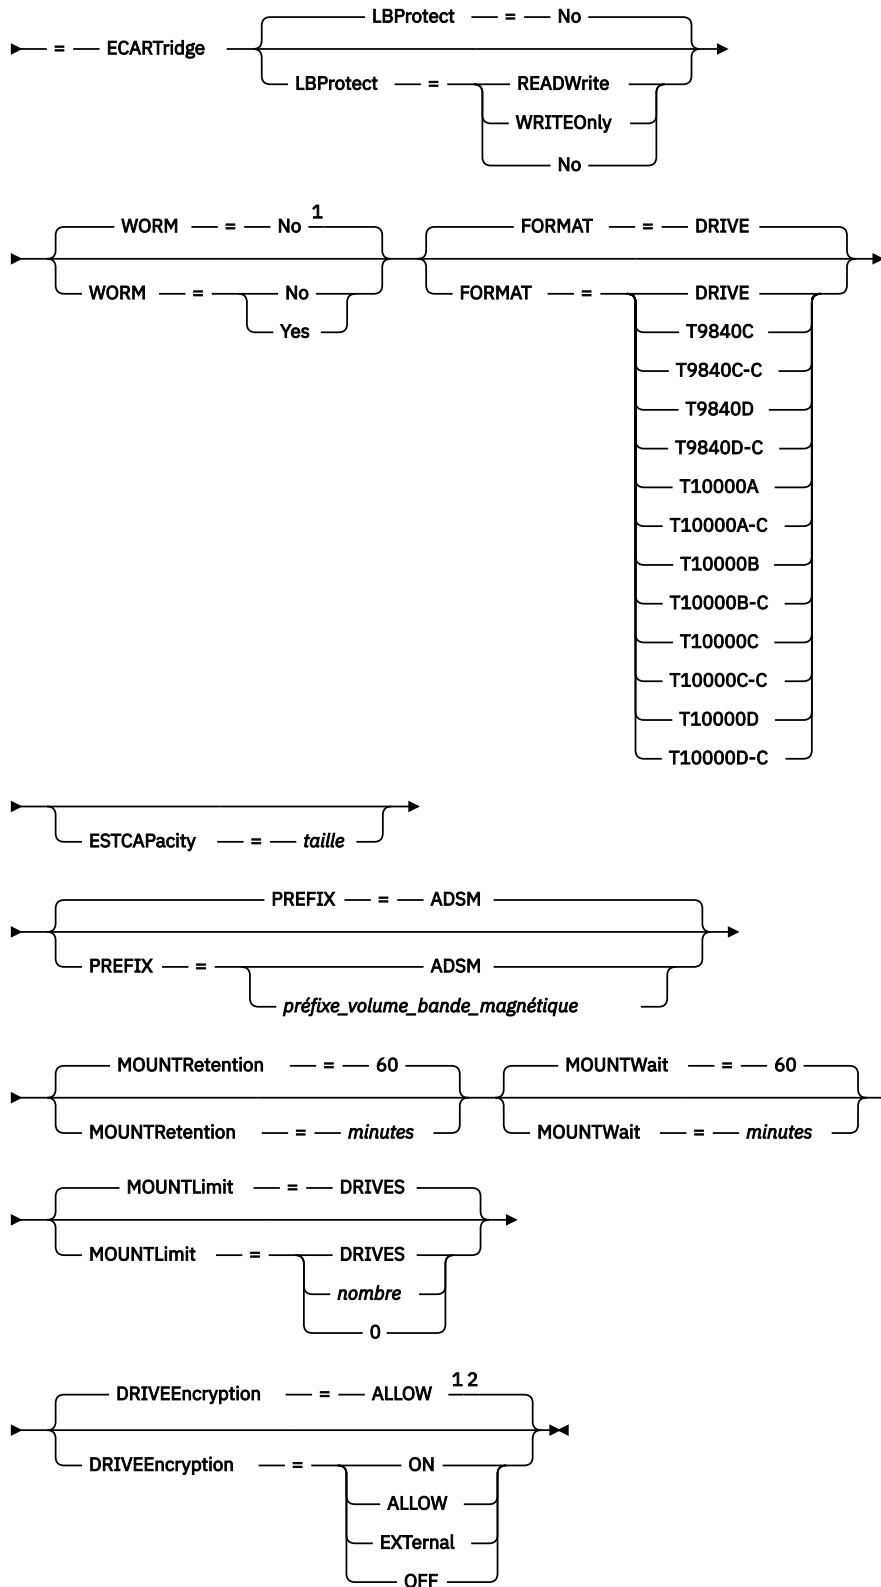 LBProtect = No
= ECARTridge
LBProtect = READWrite
WRITEOnly
No
WORM = No 1 FORMAT = DRIVE
WORM = No FORMAT = DRIVE
Yes T9840C
T9840C-C
T9840D
T9840D-C
T10000A
T10000A-C
T10000B
T10000B-C
T10000C
T10000C-C
T10000D
T10000D-C
ESTCAPacity = taille
PREFIX = ADSM
PREFIX = ADSM
préfixe_volume_bande_magnétique
MOUNTRetention = 60 MOUNTWait = 60
MOUNTRetention = minutes MOUNTWait = minutes
MOUNTLimit = DRIVES
MOUNTLimit = DRIVES
nombre
0
DRIVEEncryption = ALLOW 1 2
DRIVEEncryption = ON
ALLOW
EXTernal
OFF